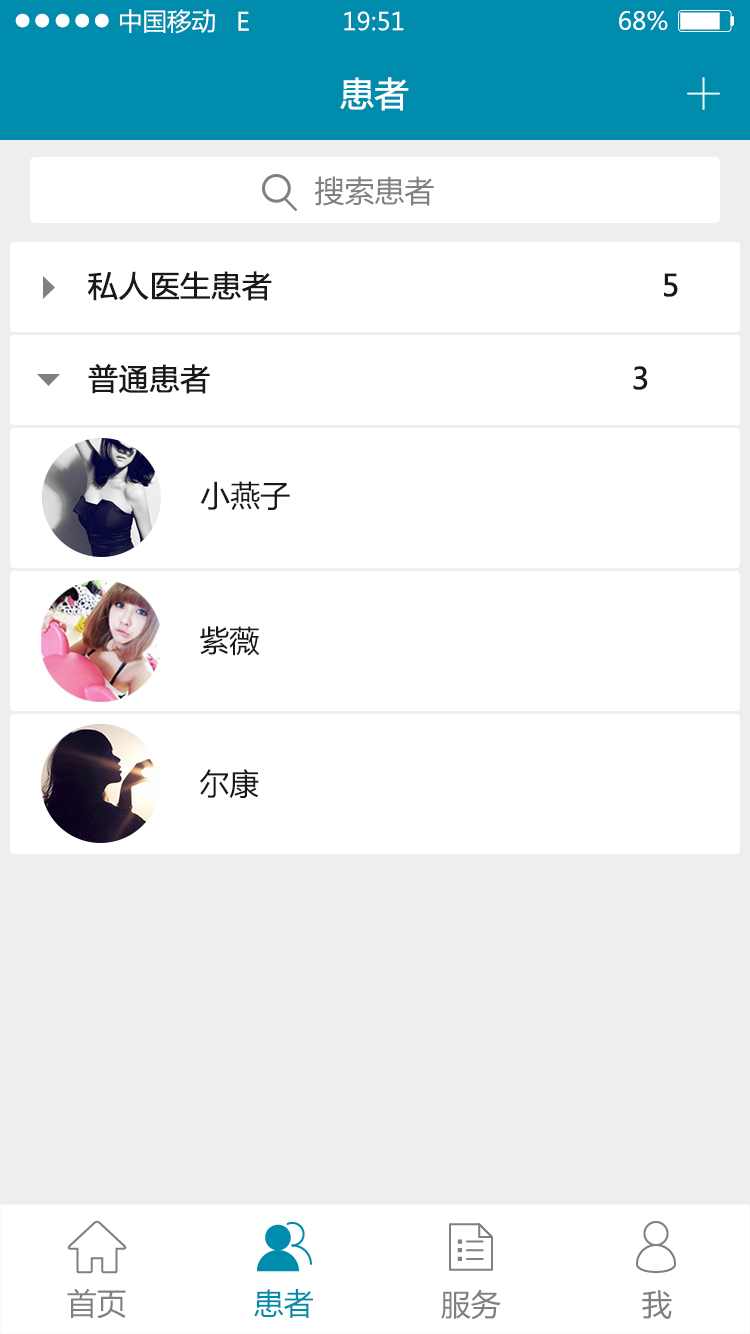 中国移动 E 19:51 68%
患者
搜索患者
私人医生患者 5
普通患者 3
小燕子
紫薇
尔康
首页 患者 服务 我